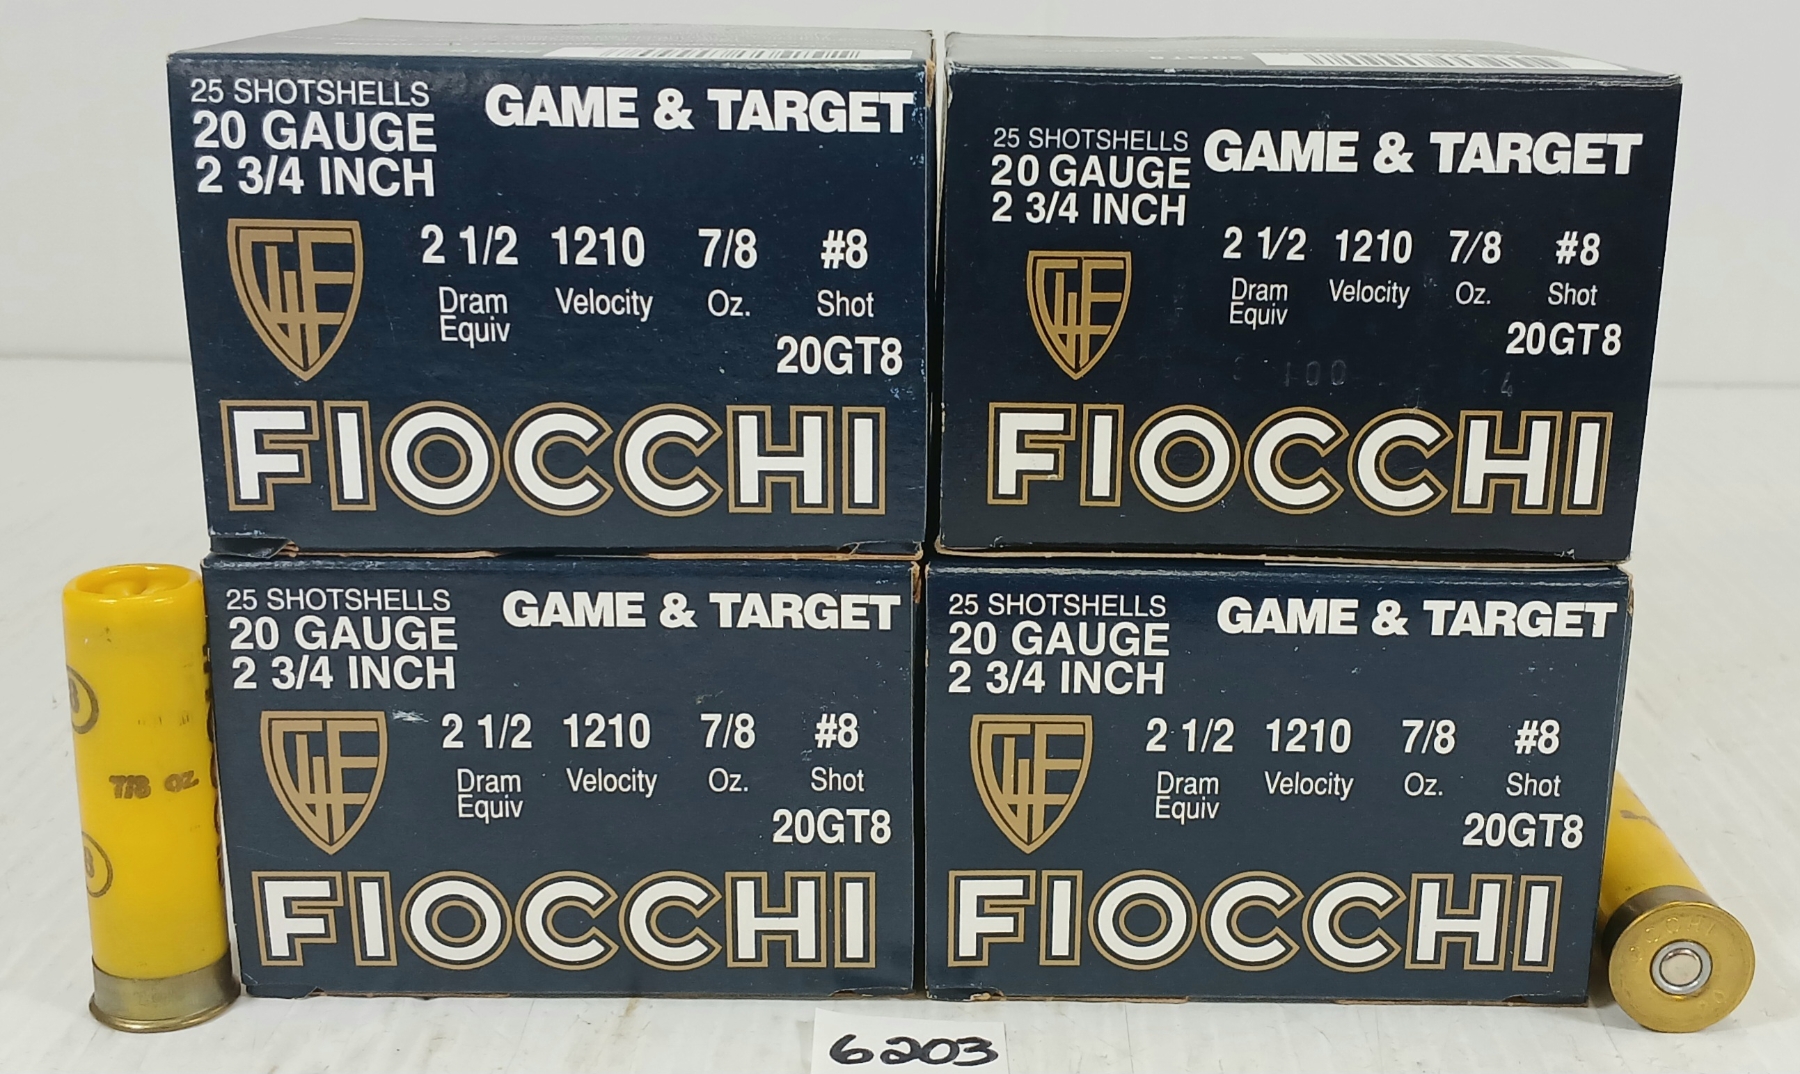 25 SHOTSHELLS
20 GAUGE
2 3/4 INCH
GAME & TARGET
2 1/2 1210 7/8 #8
Dram Equiv Velocity Oz. Shot
20GT8
FIOCCHI
25 SHOTSHELLS
20 GAUGE
2 3/4 INCH
GAME & TARGET
2 1/2 1210 7/8 #8
Dram Equiv Velocity Oz. Shot
20GT8
100 4
FIOCCHI
25 SHOTSHELLS
20 GAUGE
2 3/4 INCH
GAME & TARGET
2 1/2 1210 7/8 #8
Dram Equiv Velocity Oz. Shot
20GT8
FIOCCHI
25 SHOTSHELLS
20 GAUGE
2 3/4 INCH
GAME & TARGET
2 1/2 1210 7/8 #8
Dram Equiv Velocity Oz. Shot
20GT8
FIOCCHI
8
7/8 OZ
8
6203